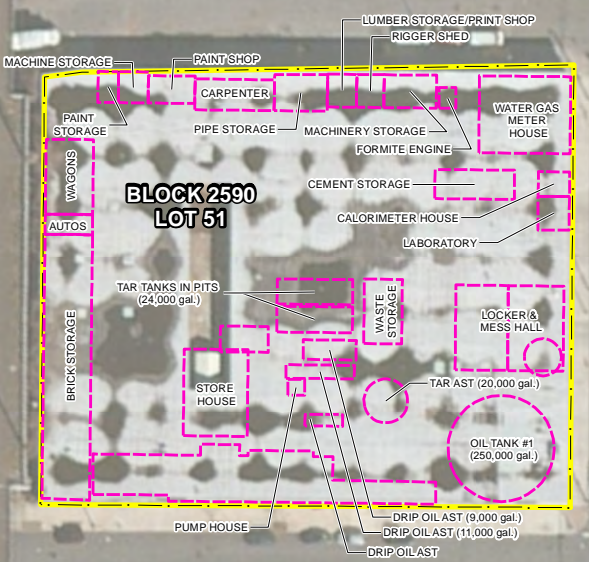 LUMBER STORAGE/PRINT SHOP
RIGGER SHED
MACHINE STORAGE
PAINT SHOP
CARPENTER
PAINT
STORAGE
PIPE STORAGE
MACHINERY STORAGE
FORMITE ENGINE
WATER GAS
METER
HOUSE
WAGONS
BLOCK 2590
LOT 51
CEMENT STORAGE
CALORIMETER HOUSE
AUTOS
LABORATORY
TAR TANKS IN PITS
(24,000 gal.)
WASTE
STORAGE
LOCKER &
MESS HALL
BRICK STORAGE
STORE
HOUSE
TAR AST (20,000 gal.)
OIL TANK #1
(250,000 gal.)
PUMP HOUSE
DRIP OIL AST (9,000 gal.)
DRIP OIL AST (11,000 gal.)
DRIP OIL AST